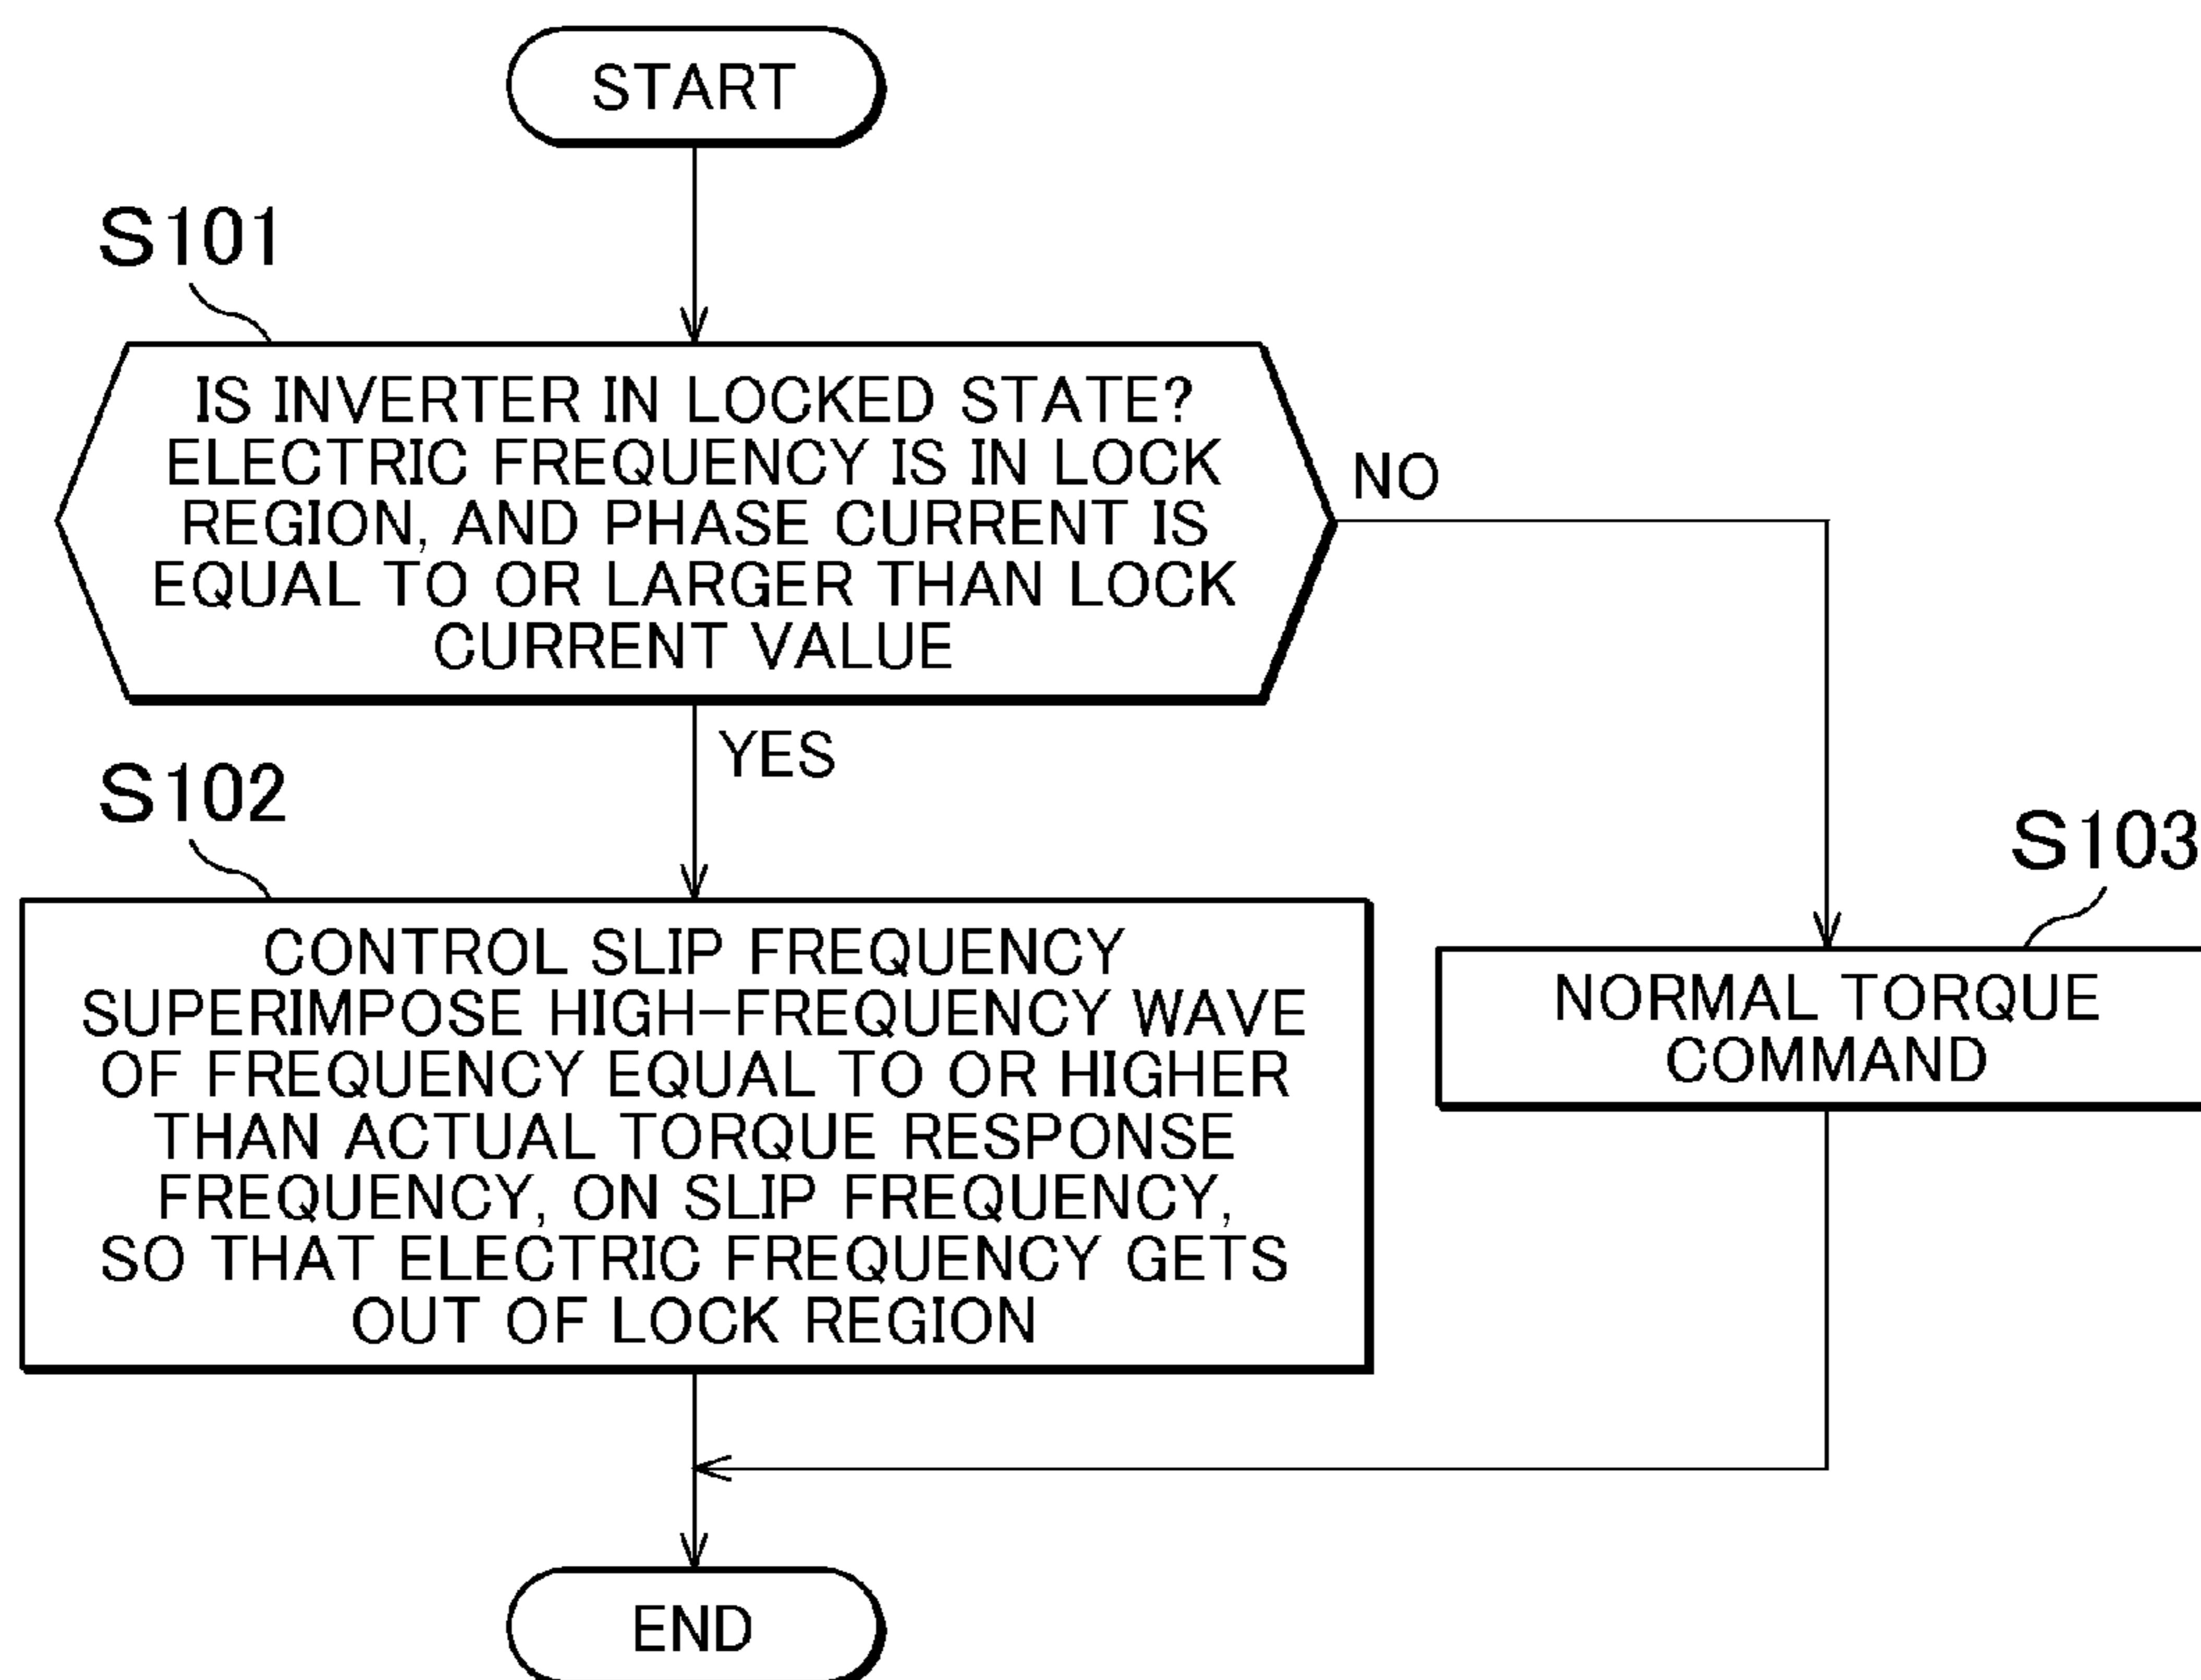 START
S101
IS INVERTER IN LOCKED STATE?
ELECTRIC FREQUENCY IS IN LOCK
REGION, AND PHASE CURRENT IS
EQUAL TO OR LARGER THAN LOCK
CURRENT VALUE
NO
YES
S102
CONTROL SLIP FREQUENCY
SUPERIMPOSE HIGH-FREQUENCY WAVE
OF FREQUENCY EQUAL TO OR HIGHER
THAN ACTUAL TORQUE RESPONSE
FREQUENCY, ON SLIP FREQUENCY,
SO THAT ELECTRIC FREQUENCY GETS
OUT OF LOCK REGION
S103
NORMAL TORQUE
COMMAND
END